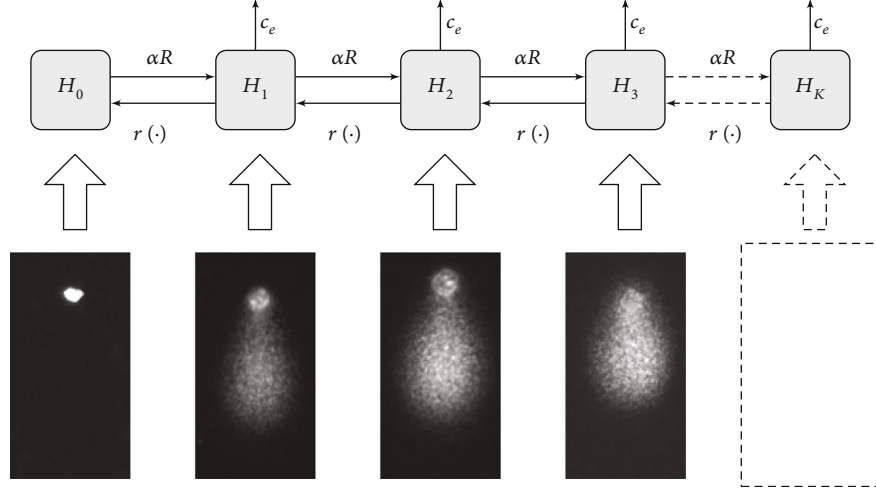 c_e c_e c_e c_e
αR αR αR αR
H_0 H_1 H_2 H_3 H_K
r (·) r (·) r (·) r (·)